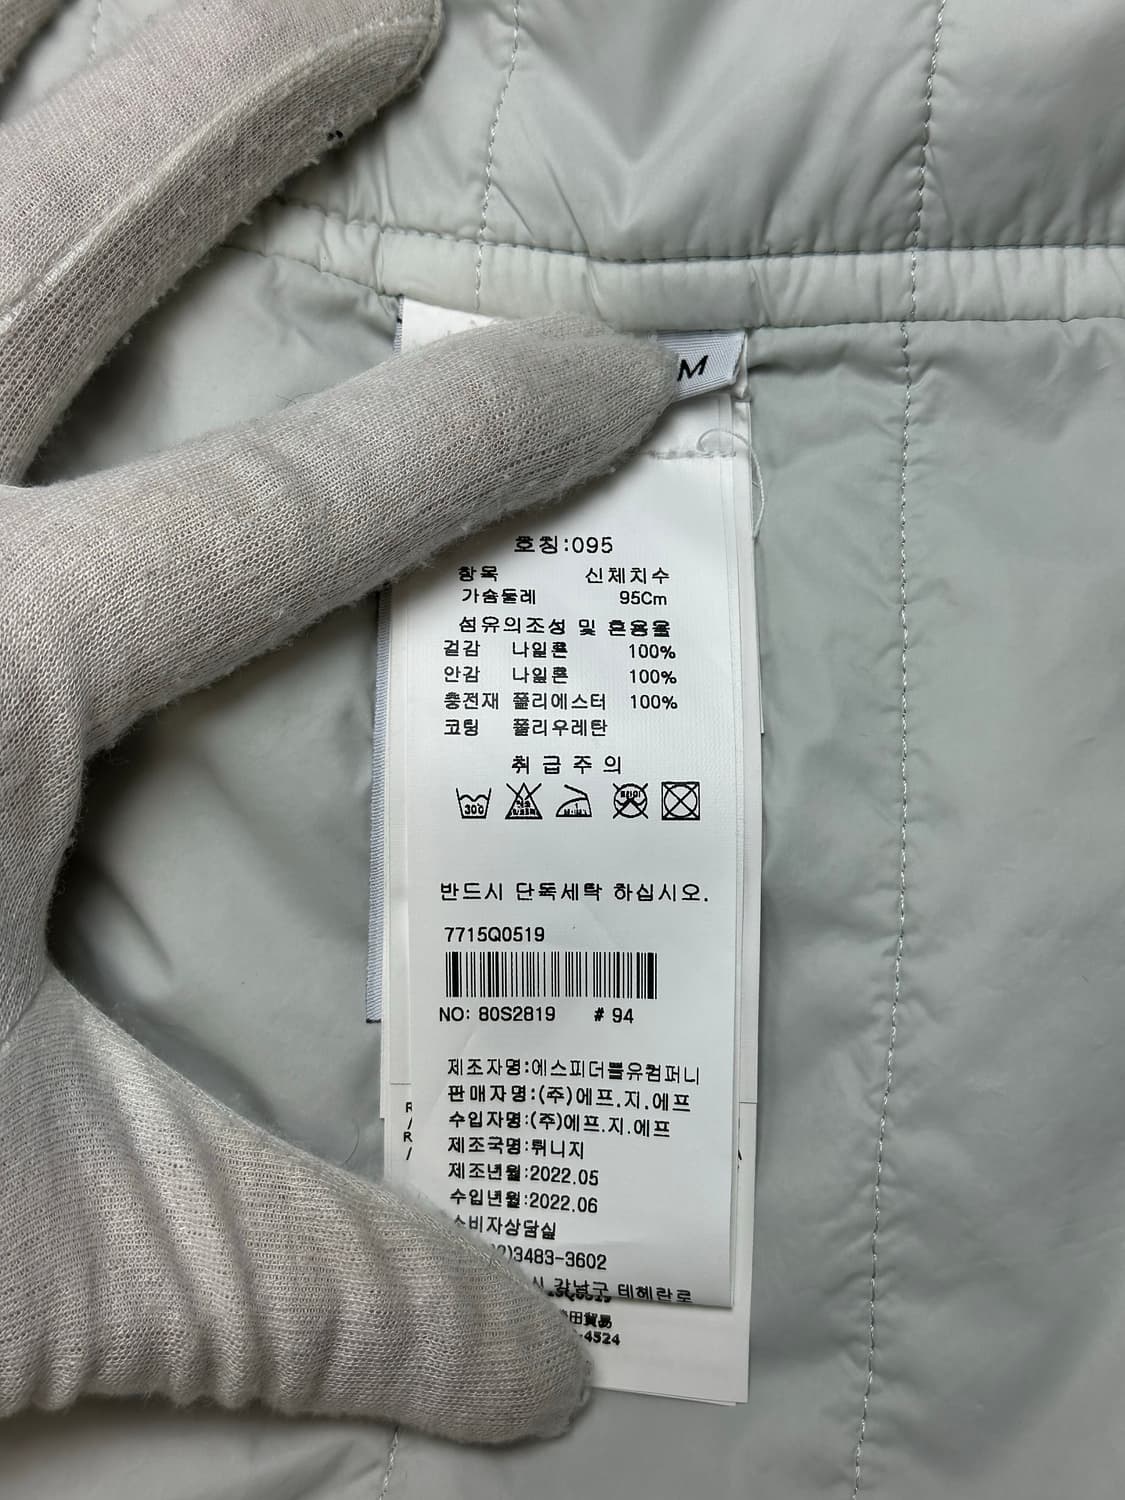 M
호칭:095
항목 신체치수
가슴둘레 95Cm
섬유의조성 및 혼용율
겉감 나일론 100%
안감 나일론 100%
충전재 폴리에스터 100%
코팅 폴리우레탄
취 급 주 의
30
반드시 단독세탁 하십시오.
7715Q0519
NO: 80S2819 # 94
제조자명:에스피더블유컴퍼니
판매자명:(주)에프.지.에프
수입자명:(주)에프.지.에프
제조국명:튀니지
제조년월:2022.05
수입년월:2022.06
소비자상담실
)3483-3602
시 강남구 테헤란로
田貿易
-4524
R
/
R
/